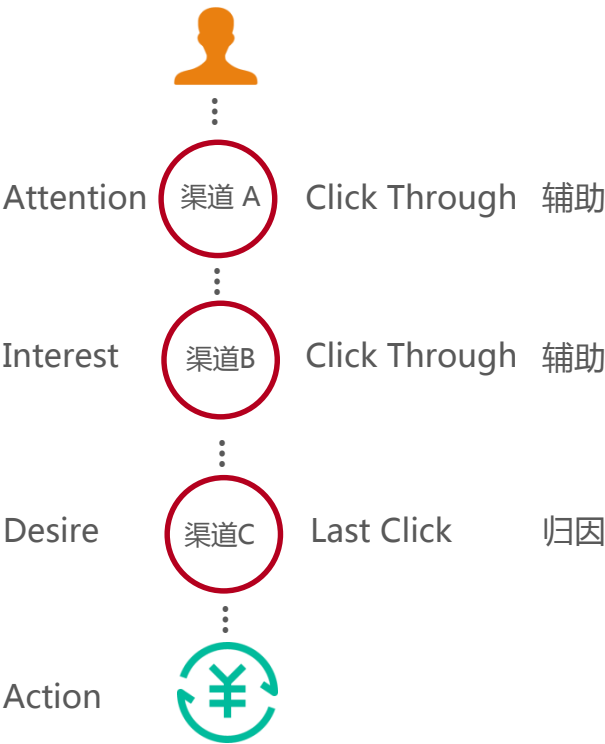 Attention 渠道 A Click Through 辅助
Interest 渠道B Click Through 辅助
Desire 渠道C Last Click 归因
Action ¥